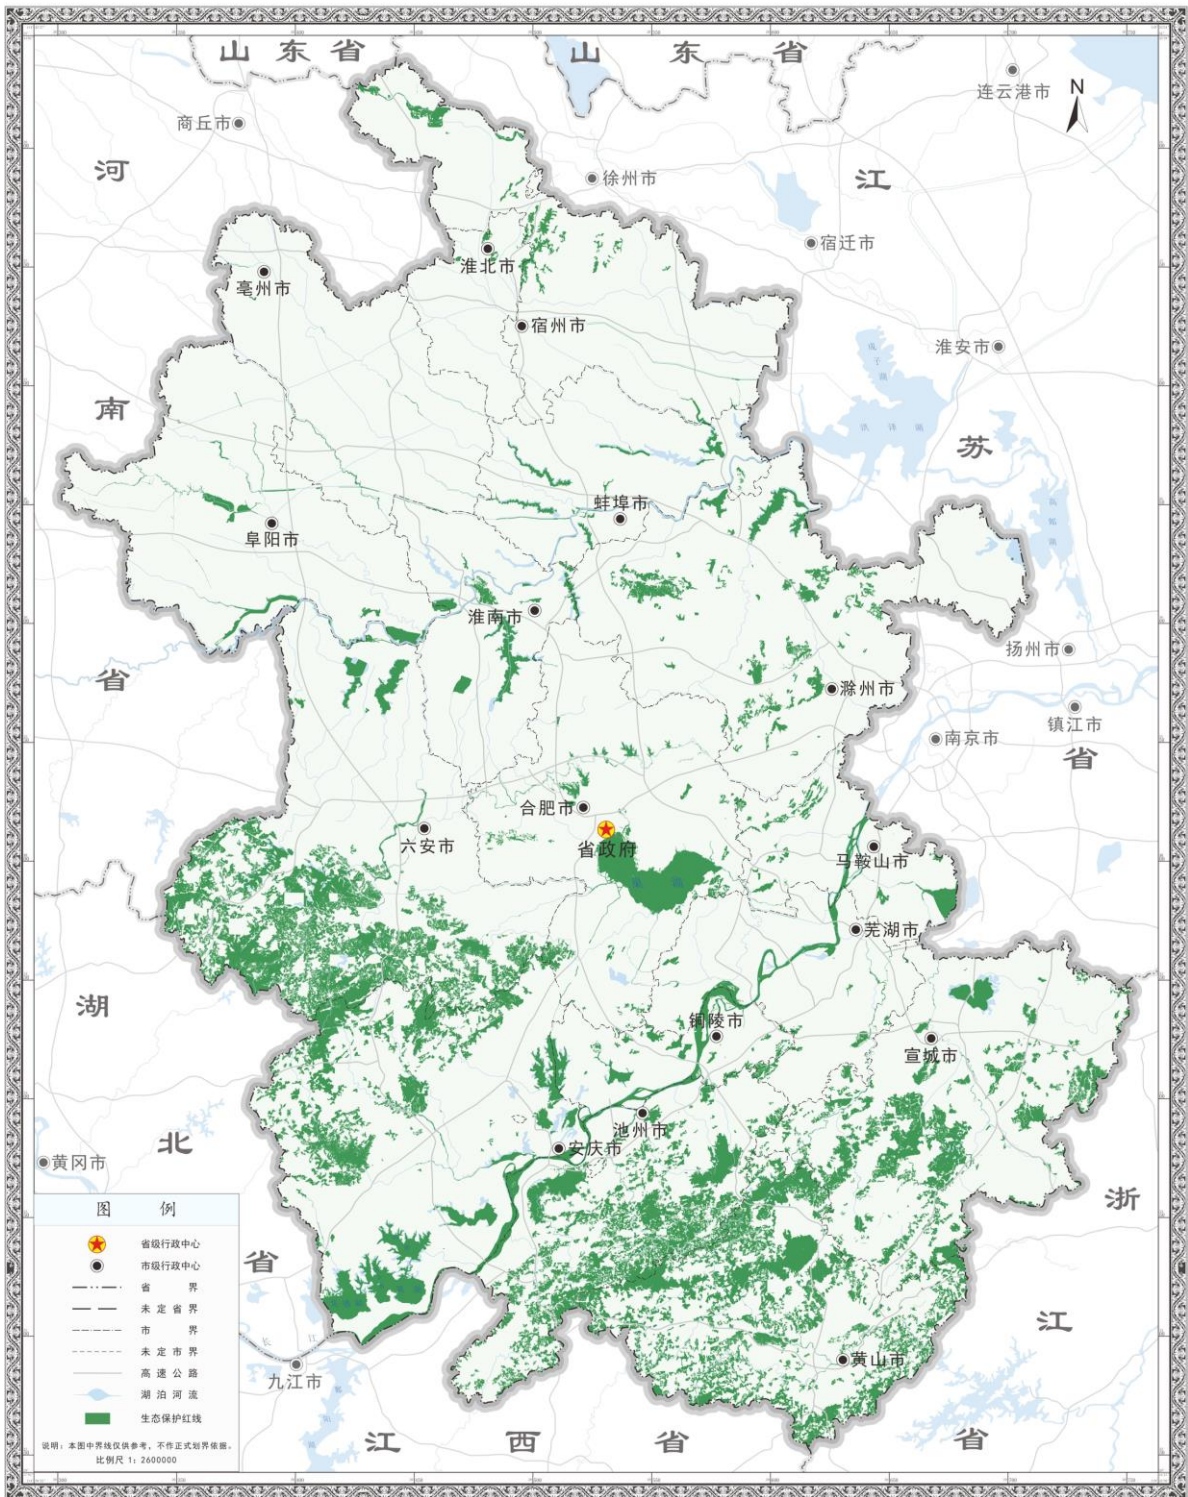 山东省
山东省
连云港市
N
商丘市
河
徐州市
江
宿迁市
淮北市
亳州市
宿州市
淮安市
南
苏
蚌埠市
阜阳市
淮南市
扬州市
省
滁州市
镇江市
南京市
省
合肥市
六安市
省政府
马鞍山市
巢湖
芜湖市
湖
铜陵市
宣城市
池州市
安庆市
北
黄冈市
浙
图例
省级行政中心
市级行政中心
省界
未定省界
市界
未定市界
高速公路
湖泊河流
生态保护红线
说明：本图中界线仅供参考，不作正式划界依据。
比例尺 1：2600000
省
江
长江
九江市
黄山市
江西省
省